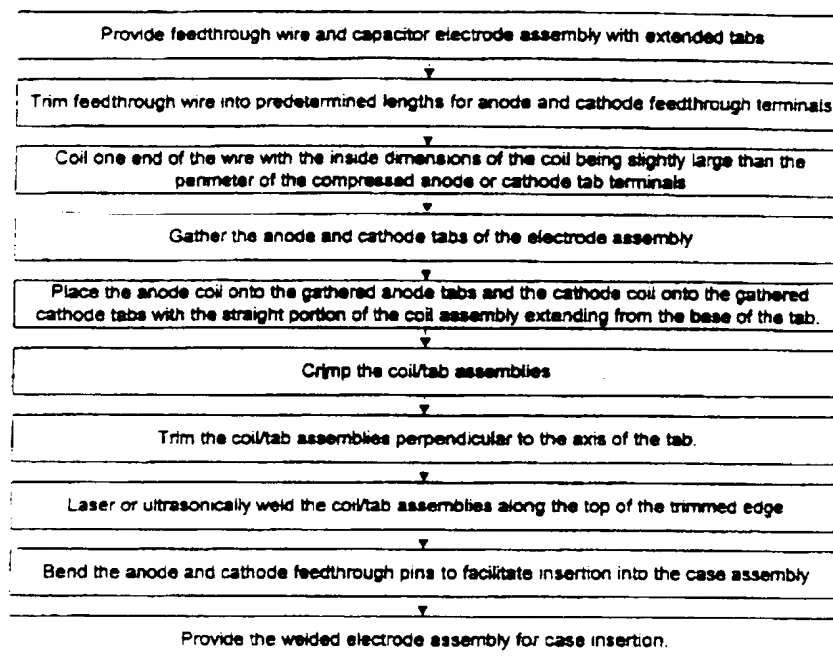 Provide feedthrough wire and capacitor electrode assembly with extended tabs
Trim feedthrough wire into predetermined lengths for anode and cathode feedthrough terminals
Coil one end of the wire with the inside dimensions of the coil being slightly large than the
perimeter of the compressed anode or cathode tab terminals
Gather the anode and cathode tabs of the electrode assembly
Place the anode coil onto the gathered anode tabs and the cathode coil onto the gathered
cathode tabs with the straight portion of the coil assembly extending from the base of the tab.
Crimp the coil/tab assemblies
Trim the coil/tab assemblies perpendicular to the axis of the tab.
Laser or ultrasonically weld the coil/tab assemblies along the top of the trimmed edge
Bend the anode and cathode feedthrough pins to facilitate insertion into the case assembly
Provide the welded electrode assembly for case insertion.